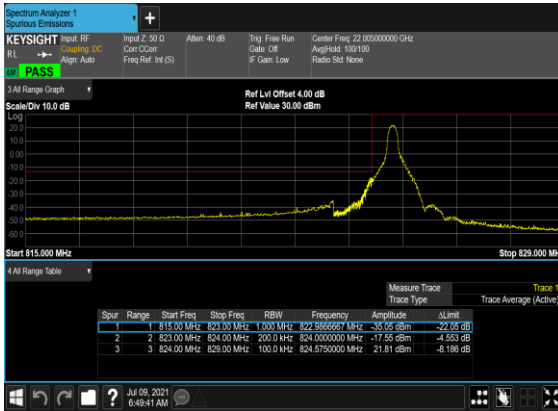 Spectrum Analyzer 1
Spurious Emissions
KEYSIGHT Input: RF Input Z: 50 Ω Atten: 40 dB Trig: Free Run Center Freq: 22.005000000 GHz
RL Coupling: DC Corr CCorr Gate: Off Avg|Hold: 100/100
Align: Auto Freq Ref: Int (S) IF Gain: Low Radio Std: None
PASS
3 All Range Graph Ref Lvl Offset 4.00 dB
Scale/Div 10.0 dB Ref Value 30.00 dBm
Log
20.0
10.0
0.00
-10.0
-20.0
-30.0
-40.0
-50.0
-60.0
Start 815.000 MHz Stop 829.000 MH
4 All Range Table
Measure Trace Trace 1
Trace Type Trace Average (Active)
Spur Range Start Freq Stop Freq RBW Frequency Amplitude ΔLimit
1 1 815.00 MHz 823.00 MHz 1.000 MHz 822.9866667 MHz -35.05 dBm -22.05 dB
2 2 823.00 MHz 824.00 MHz 200.0 kHz 824.0000000 MHz -17.55 dBm -4.553 dB
3 3 824.00 MHz 829.00 MHz 100.0 kHz 824.5750000 MHz 21.81 dBm -8.186 dB
? Jul 09, 2021
6:49:41 AM